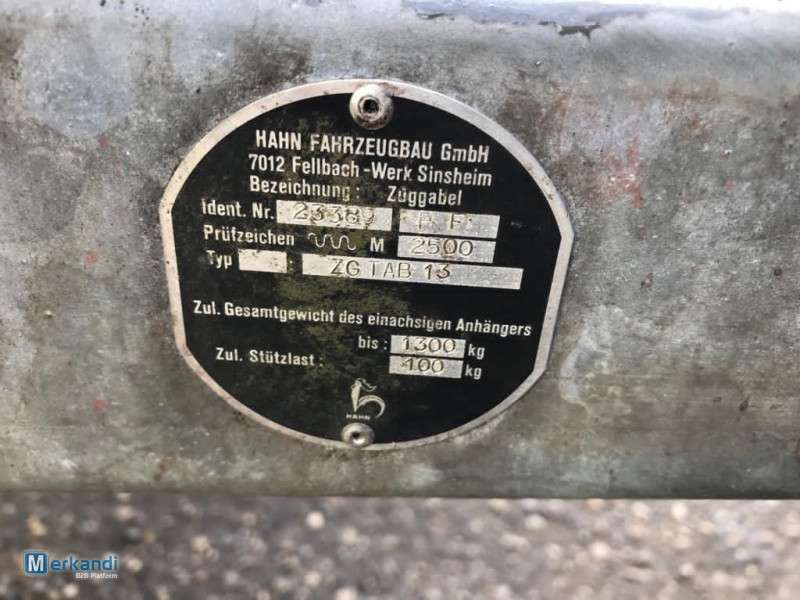 HAHN FAHRZEUGBAU GmbH
7012 Fellbach-Werk Sinsheim
Bezeichnung: Zuggabel
Ident. Nr. 23389
Prüfzeichen M 2500
Typ ZG TAB 13
Zul. Gesamtgewicht des einachsigen Anhängers
bis: 1300 kg
Zul. Stützlast: 100 kg
HAHN
Merkandi
B2B Platform